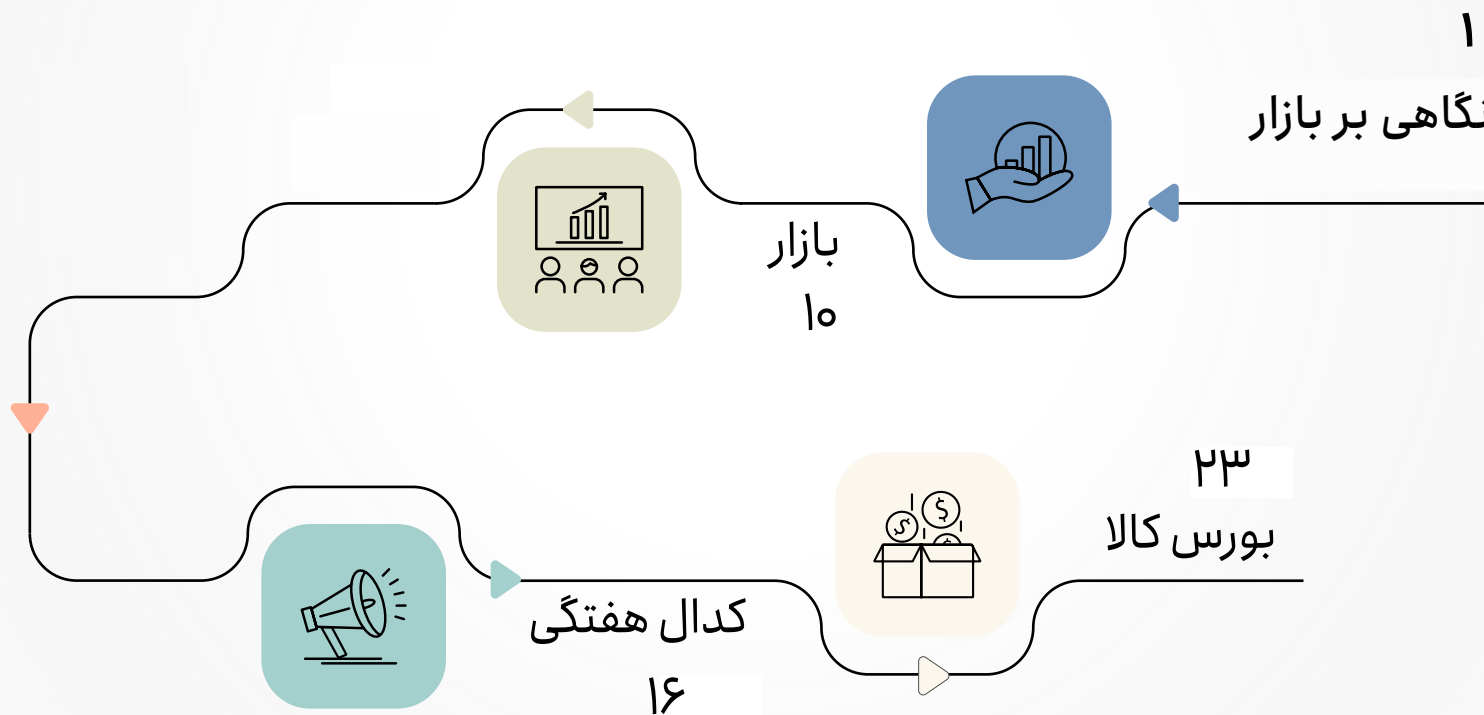 ۱
نگاهی بر بازار
بازار
۱۰
کدال هفتگی
۱۶
۲۳
بورس کالا